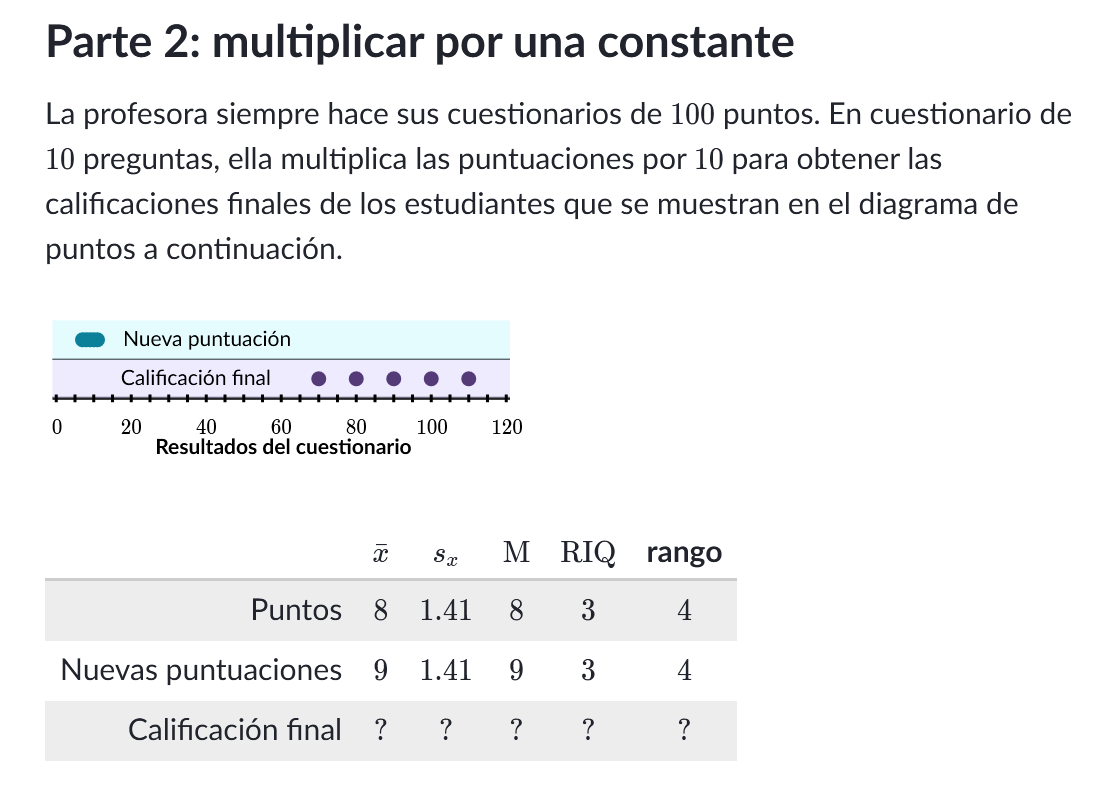 Parte 2: multiplicar por una constante
La profesora siempre hace sus cuestionarios de 100 puntos. En cuestionario de
10 preguntas, ella multiplica las puntuaciones por 10 para obtener las
calificaciones finales de los estudiantes que se muestran en el diagrama de
puntos a continuación.
Nueva puntuación
Calificación final
0 20 40 60 80 100 120
Resultados del cuestionario
x̄ sₓ M RIQ rango
Puntos 8 1.41 8 3 4
Nuevas puntuaciones 9 1.41 9 3 4
Calificación final ? ? ? ? ?